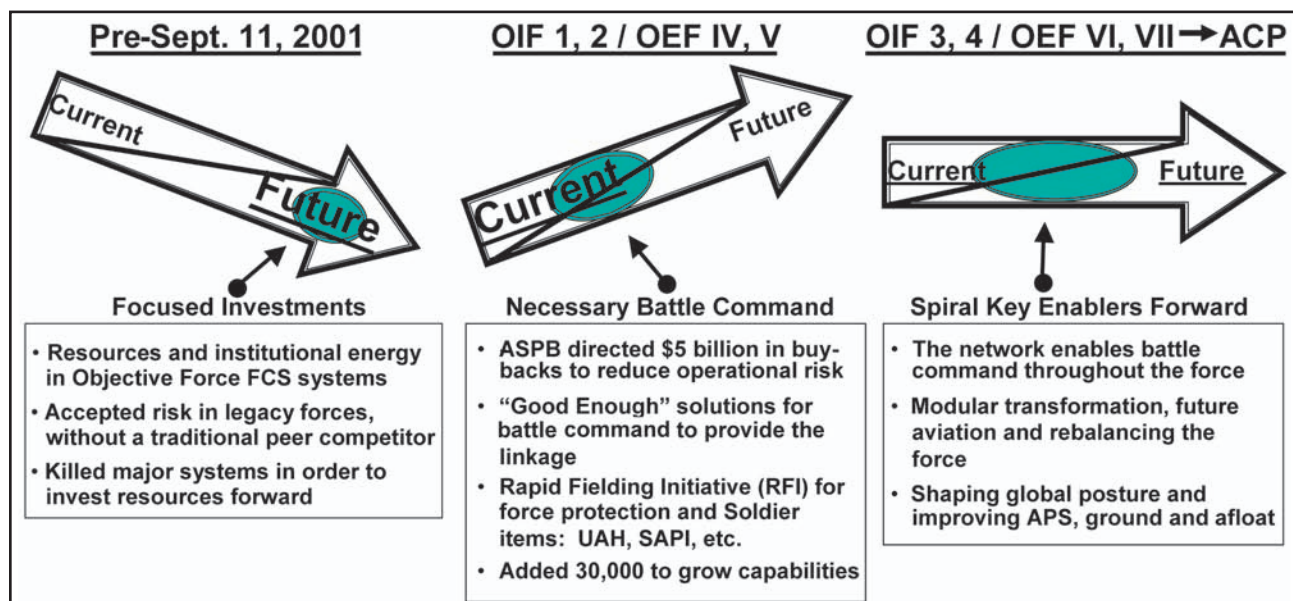 Pre-Sept. 11, 2001
Current
Future
Focused Investments
• Resources and institutional energy
in Objective Force FCS systems
• Accepted risk in legacy forces,
without a traditional peer competitor
• Killed major systems in order to
invest resources forward
OIF 1, 2 / OEF IV, V
Current
Future
Necessary Battle Command
• ASPB directed $5 billion in buy-
backs to reduce operational risk
• “Good Enough” solutions for
battle command to provide the
linkage
• Rapid Fielding Initiative (RFI) for
force protection and Soldier
items: UAH, SAPI, etc.
• Added 30,000 to grow capabilities
OIF 3, 4 / OEF VI, VII → ACP
Current
Future
Spiral Key Enablers Forward
• The network enables battle
command throughout the force
• Modular transformation, future
aviation and rebalancing the
force
• Shaping global posture and
improving APS, ground and afloat